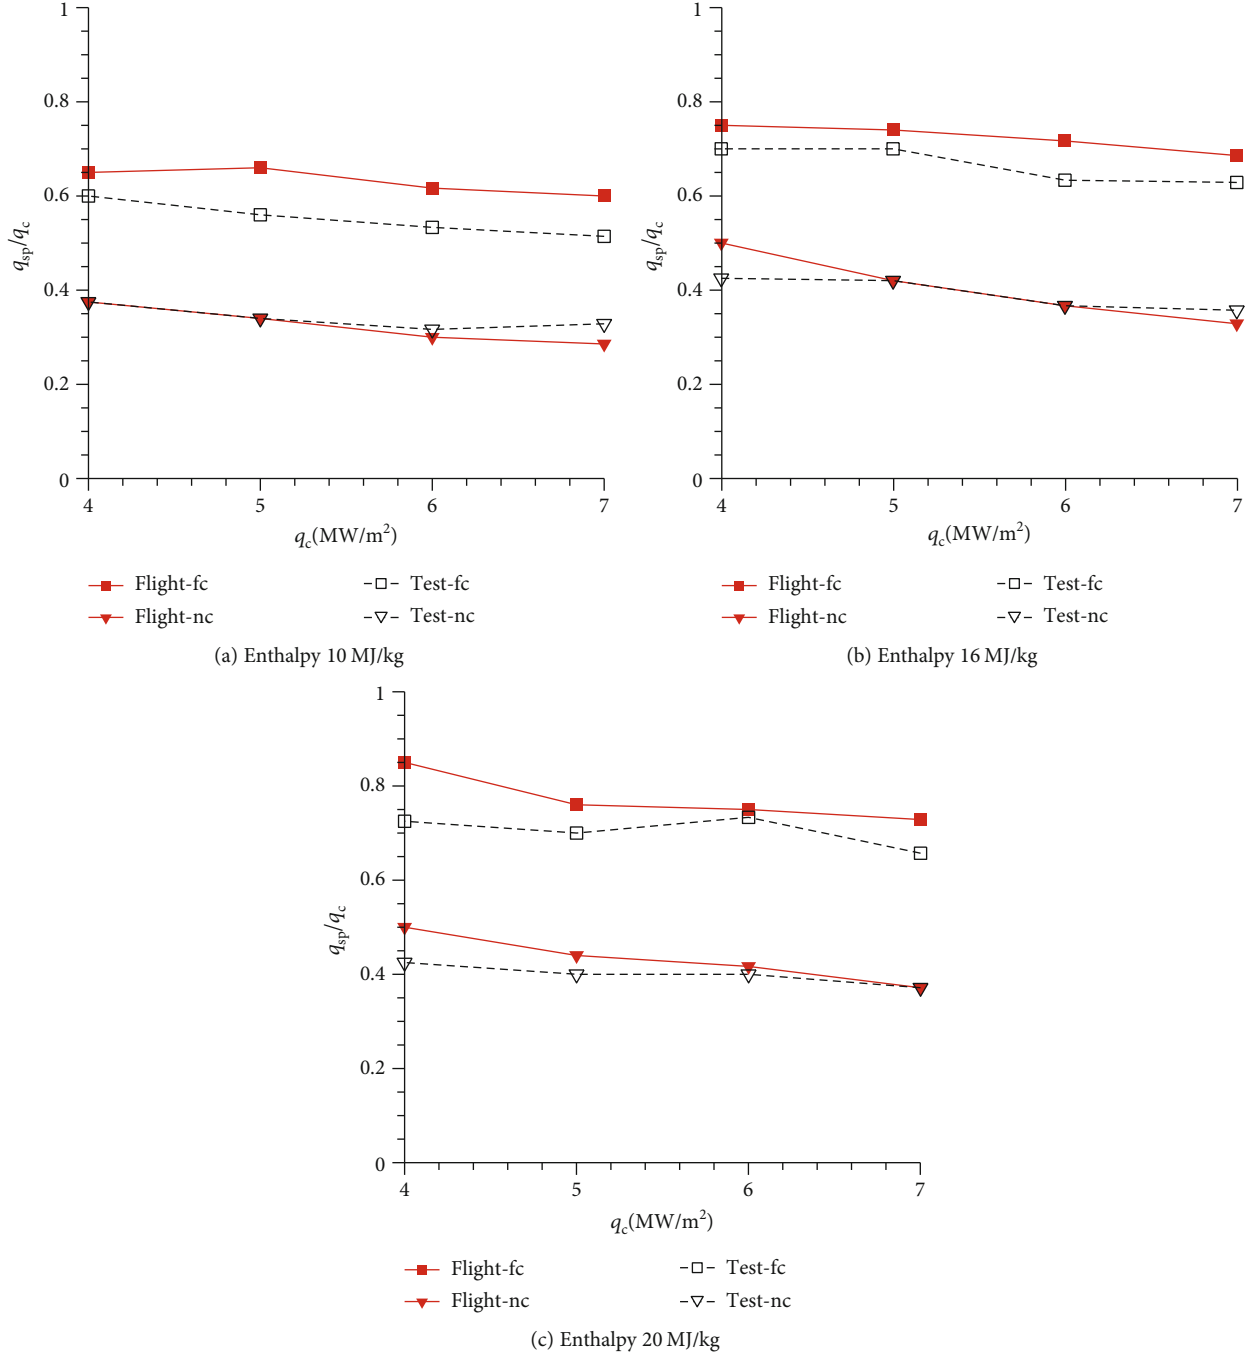 1
0.8
0.6
0.4
0.2
0
q_sp/q_c
4 5 6 7
q_c(MW/m²)
Flight-fc Test-fc
Flight-nc Test-nc
(a) Enthalpy 10 MJ/kg
1
0.8
0.6
0.4
0.2
0
q_sp/q_c
4 5 6 7
q_c(MW/m²)
Flight-fc Test-fc
Flight-nc Test-nc
(b) Enthalpy 16 MJ/kg
1
0.8
0.6
0.4
0.2
0
q_sp/q_c
4 5 6 7
q_c(MW/m²)
Flight-fc Test-fc
Flight-nc Test-nc
(c) Enthalpy 20 MJ/kg